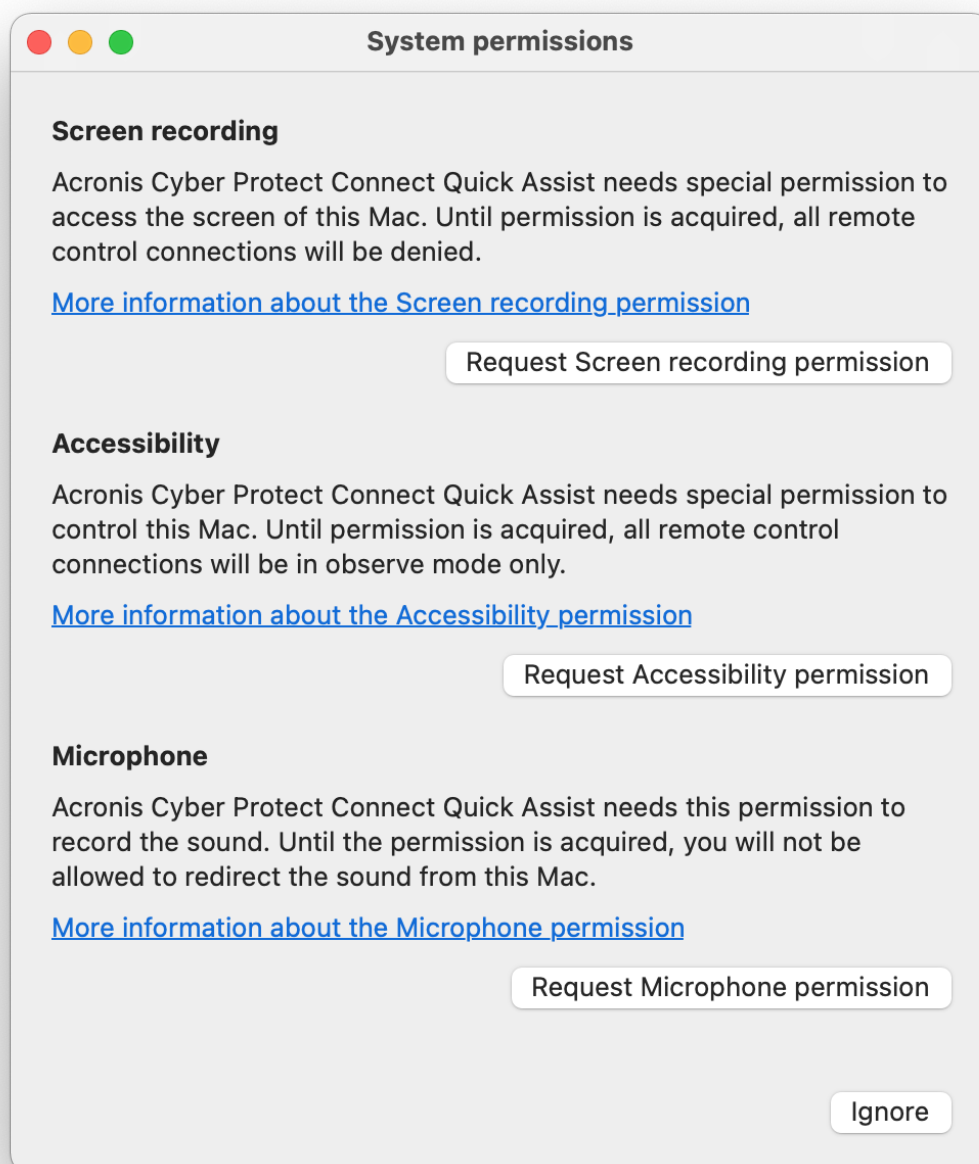 System permissions
Screen recording
Acronis Cyber Protect Connect Quick Assist needs special permission to
access the screen of this Mac. Until permission is acquired, all remote
control connections will be denied.
More information about the Screen recording permission
Request Screen recording permission
Accessibility
Acronis Cyber Protect Connect Quick Assist needs special permission to
control this Mac. Until permission is acquired, all remote control
connections will be in observe mode only.
More information about the Accessibility permission
Request Accessibility permission
Microphone
Acronis Cyber Protect Connect Quick Assist needs this permission to
record the sound. Until the permission is acquired, you will not be
allowed to redirect the sound from this Mac.
More information about the Microphone permission
Request Microphone permission
Ignore